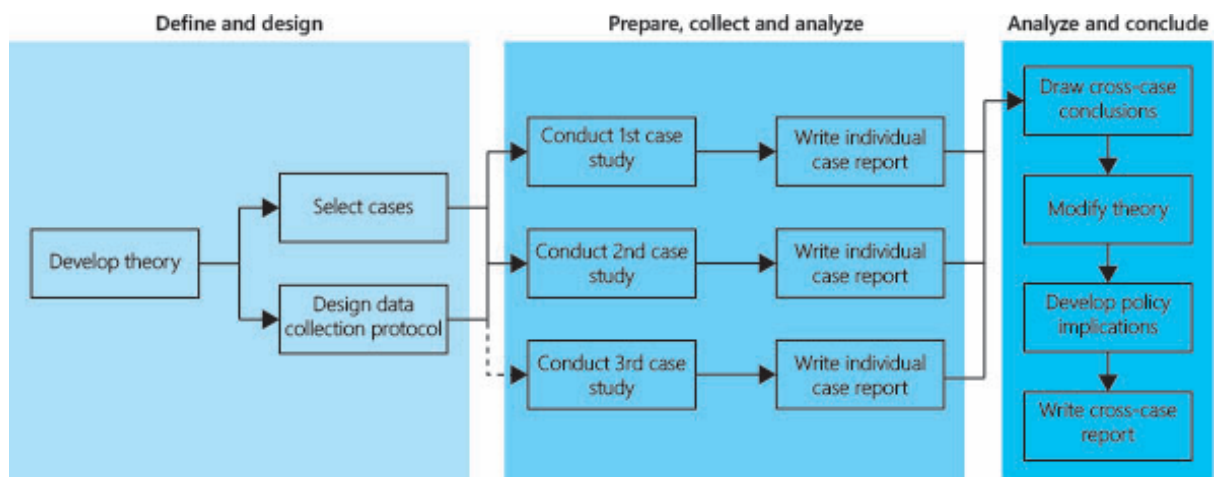 Define and design
Prepare, collect and analyze
Analyze and conclude
Develop theory
Select cases
Design data
collection protocol
Conduct 1st case
study
Write individual
case report
Conduct 2nd case
study
Write individual
case report
Conduct 3rd case
study
Write individual
case report
Draw cross-case
conclusions
Modify theory
Develop policy
implications
Write cross-case
report